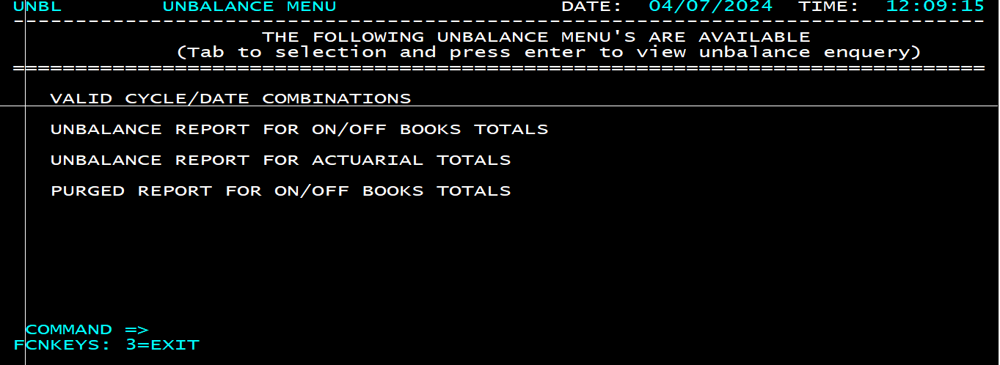 UNBL UNBALANCE MENU DATE: 04/07/2024 TIME: 12:09:15
-------------------------------------------------------------------------------
THE FOLLOWING UNBALANCE MENU'S ARE AVAILABLE
(Tab to selection and press enter to view unbalance enquery)
===============================================================================
VALID CYCLE/DATE COMBINATIONS
UNBALANCE REPORT FOR ON/OFF BOOKS TOTALS
UNBALANCE REPORT FOR ACTUARIAL TOTALS
PURGED REPORT FOR ON/OFF BOOKS TOTALS
COMMAND =>
FCNKEYS: 3=EXIT